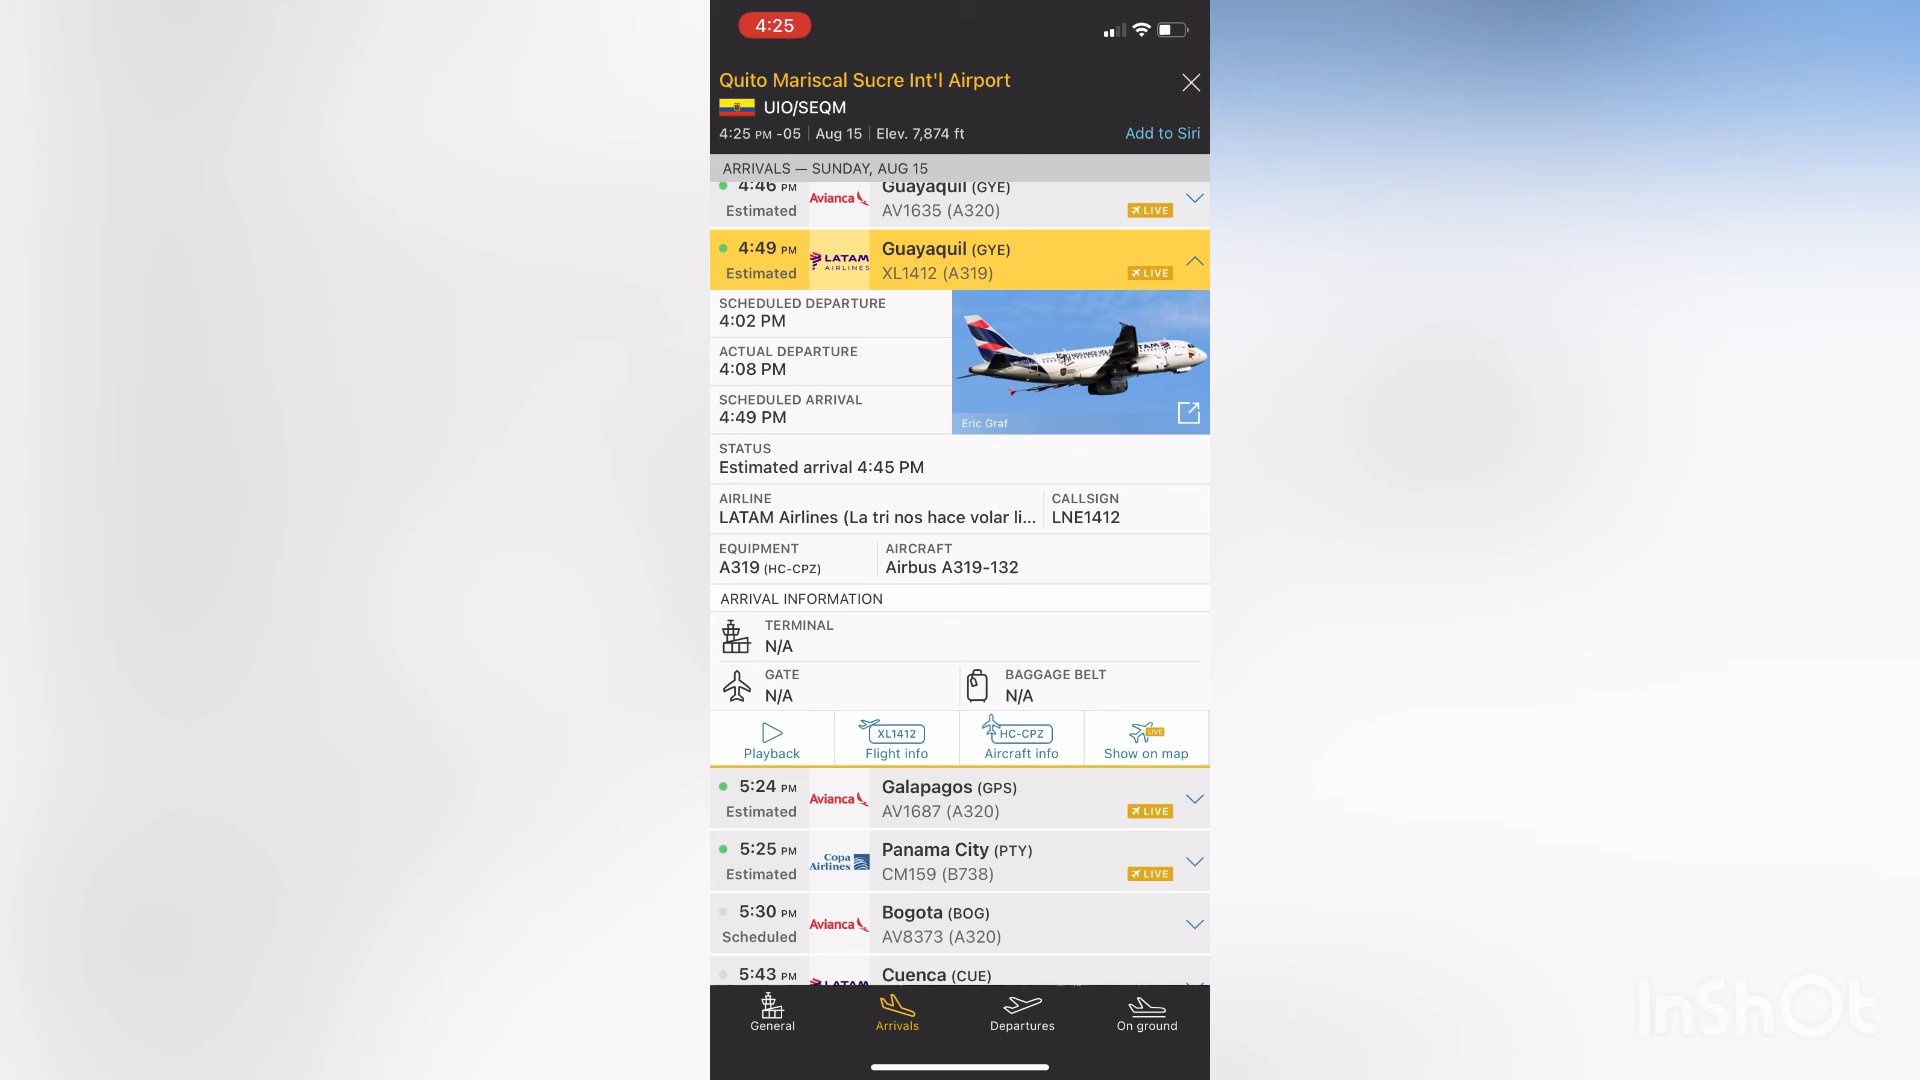 4:25
Quito Mariscal Sucre Int'l Airport
UIO/SEQM
4:25 PM -05 | Aug 15 | Elev. 7,874 ft
Add to Siri
ARRIVALS — SUNDAY, AUG 15
4:46 PM
Estimated
Avianca
Guayaquil (GYE)
AV1635 (A320)
LIVE
4:49 PM
Estimated
LATAM
AIRLINES
Guayaquil (GYE)
XL1412 (A319)
LIVE
SCHEDULED DEPARTURE
4:02 PM
ACTUAL DEPARTURE
4:08 PM
SCHEDULED ARRIVAL
4:49 PM
Eric Graf
STATUS
Estimated arrival 4:45 PM
AIRLINE
LATAM Airlines (La tri nos hace volar li...
CALLSIGN
LNE1412
EQUIPMENT
A319 (HC-CPZ)
AIRCRAFT
Airbus A319-132
ARRIVAL INFORMATION
TERMINAL
N/A
GATE
N/A
BAGGAGE BELT
N/A
Playback
XL1412
Flight info
HC-CPZ
Aircraft info
LIVE
Show on map
5:24 PM
Estimated
Avianca
Galapagos (GPS)
AV1687 (A320)
LIVE
5:25 PM
Estimated
Copa
Airlines
Panama City (PTY)
CM159 (B738)
LIVE
5:30 PM
Scheduled
Avianca
Bogota (BOG)
AV8373 (A320)
5:43 PM
LATAM
Cuenca (CUE)
General
Arrivals
Departures
On ground
InShOt